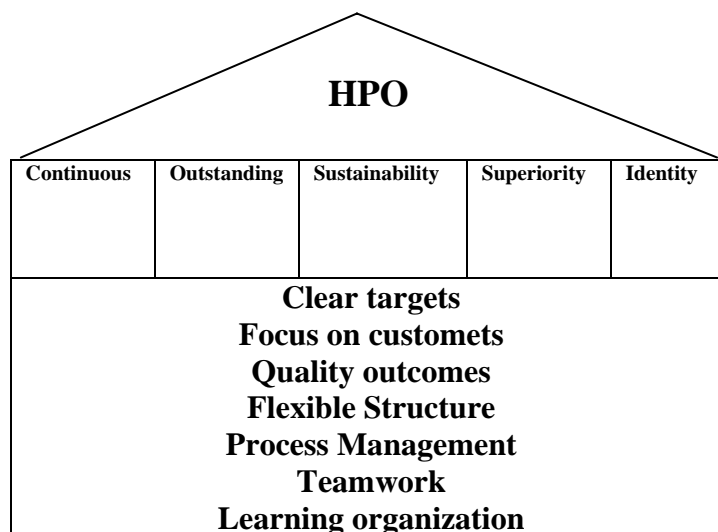 HPO
Continuous Outstanding Sustainability Superiority Identity
Clear targets
Focus on customets
Quality outcomes
Flexible Structure
Process Management
Teamwork
Learning organization